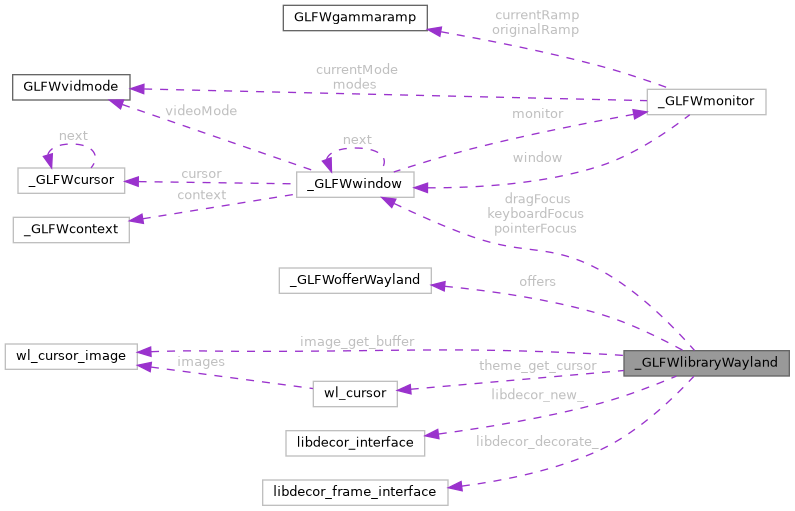 GLFWgammaramp
currentRamp
originalRamp
GLFWvidmode
currentMode
modes
_GLFWmonitor
videoMode
monitor
next
next
window
_GLFWcursor
cursor
_GLFWwindow
context
dragFocus
keyboardFocus
pointerFocus
_GLFWcontext
_GLFWofferWayland
offers
image_get_buffer
wl_cursor_image
images
theme_get_cursor
_GLFWlibraryWayland
wl_cursor
libdecor_new_
libdecor_interface
libdecor_decorate_
libdecor_frame_interface